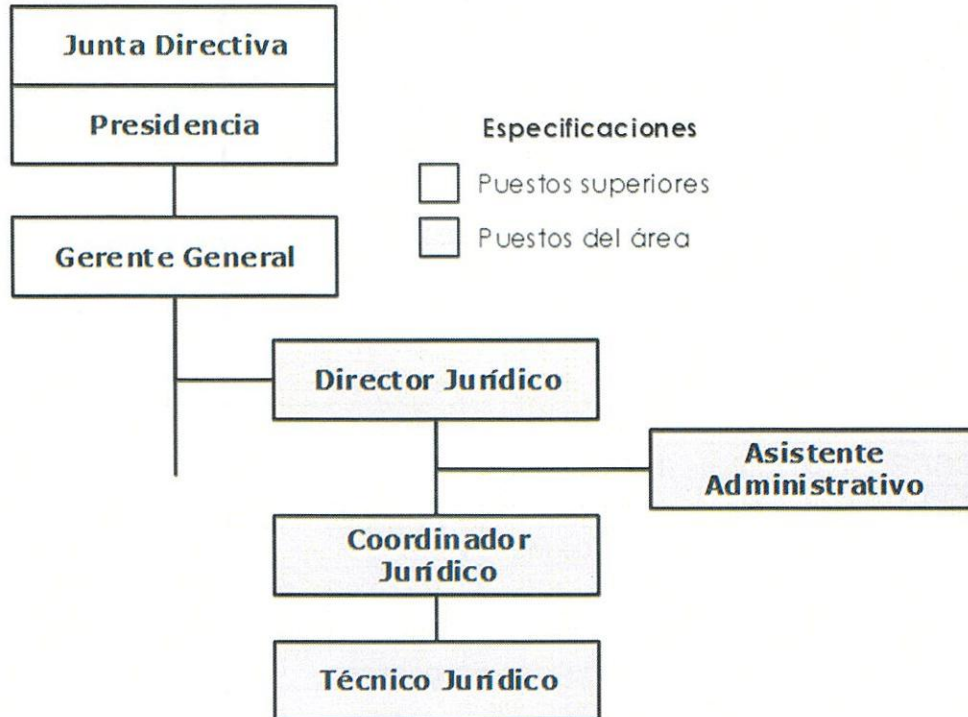 Junta Directiva
Presidencia
Especificaciones
Puestos superiores
Puestos del área
Gerente General
Director Jurídico
Asistente
Administrativo
Coordinador
Jurídico
Técnico Jurídico